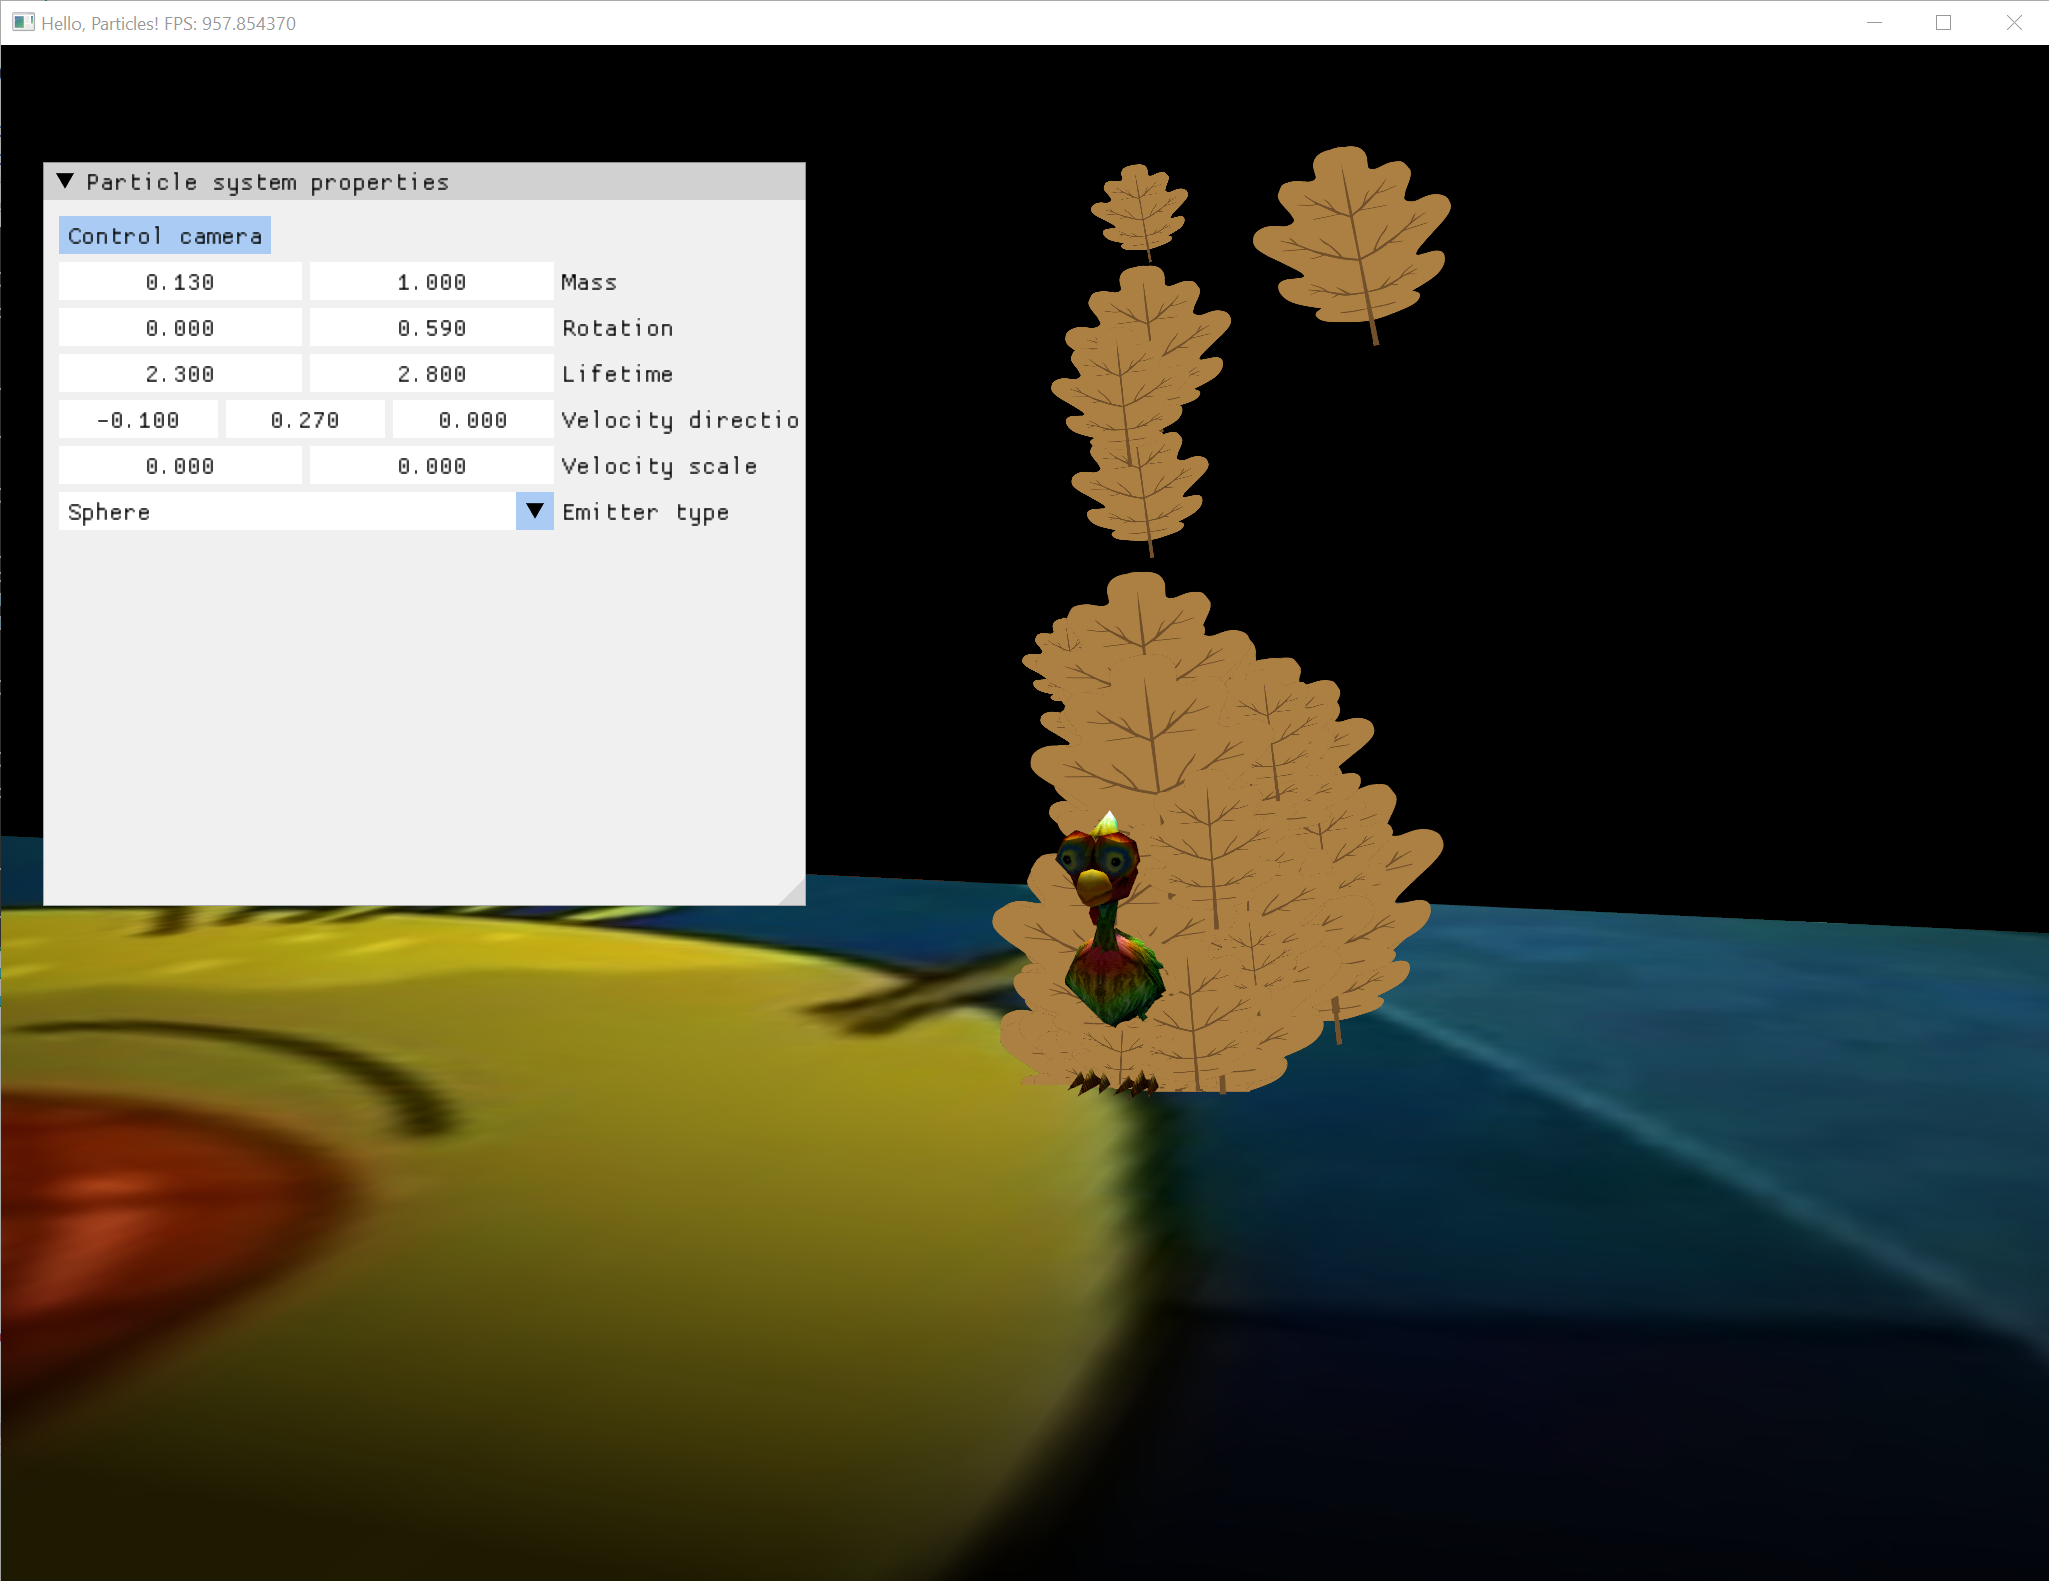 Hello, Particles! FPS: 957.854370
Particle system properties
Control camera
0.130 1.000 Mass
0.000 0.590 Rotation
2.300 2.800 Lifetime
-0.100 0.270 0.000 Velocity directio
0.000 0.000 Velocity scale
Sphere Emitter type